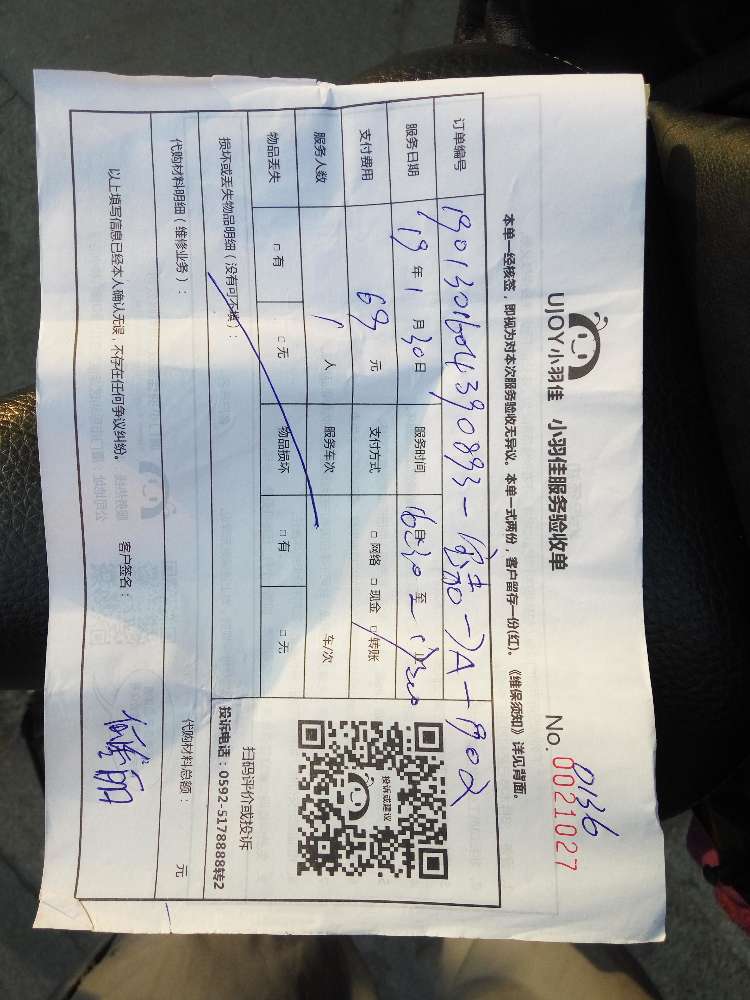 UJOY小羽佳 小羽佳服务验收单
No. 0021027
0136
本单一经核签，即视为对本次服务验收无异议。本单一式两份，客户留存一份(红)。《维保须知》详见背面。
订单编号 1901301604390893
服务日期 19 年 1 月 30 日 服务时间 自 16:30 至
支付费用 69 元 支付方式 □ 网络 □ 现金 □ 转账
服务人数 1 人 服务车次 车/次
物品丢失 □ 有 □ 无 物品损坏 □ 有 □ 无
损坏或丢失物品明细（没有可不填）：
代购材料明细（维修业务）：
代购材料总额： 元
以上填写信息已经本人确认无误，不存在任何争议纠纷。 客户签名：
投诉或建议
扫码评价或投诉
投诉电话：0592-5178888转2